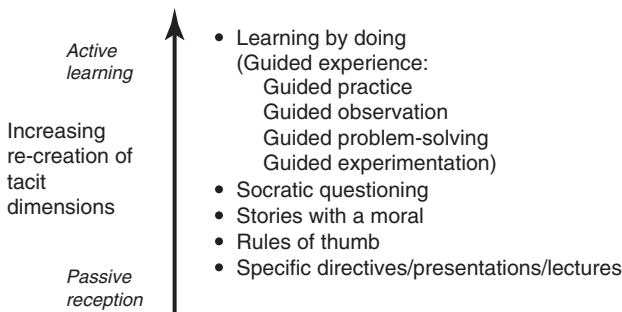 Active
learning
Increasing
re-creation of
tacit
dimensions
Passive
reception
• Learning by doing
(Guided experience:
Guided practice
Guided observation
Guided problem-solving
Guided experimentation)
• Socratic questioning
• Stories with a moral
• Rules of thumb
• Specific directives/presentations/lectures